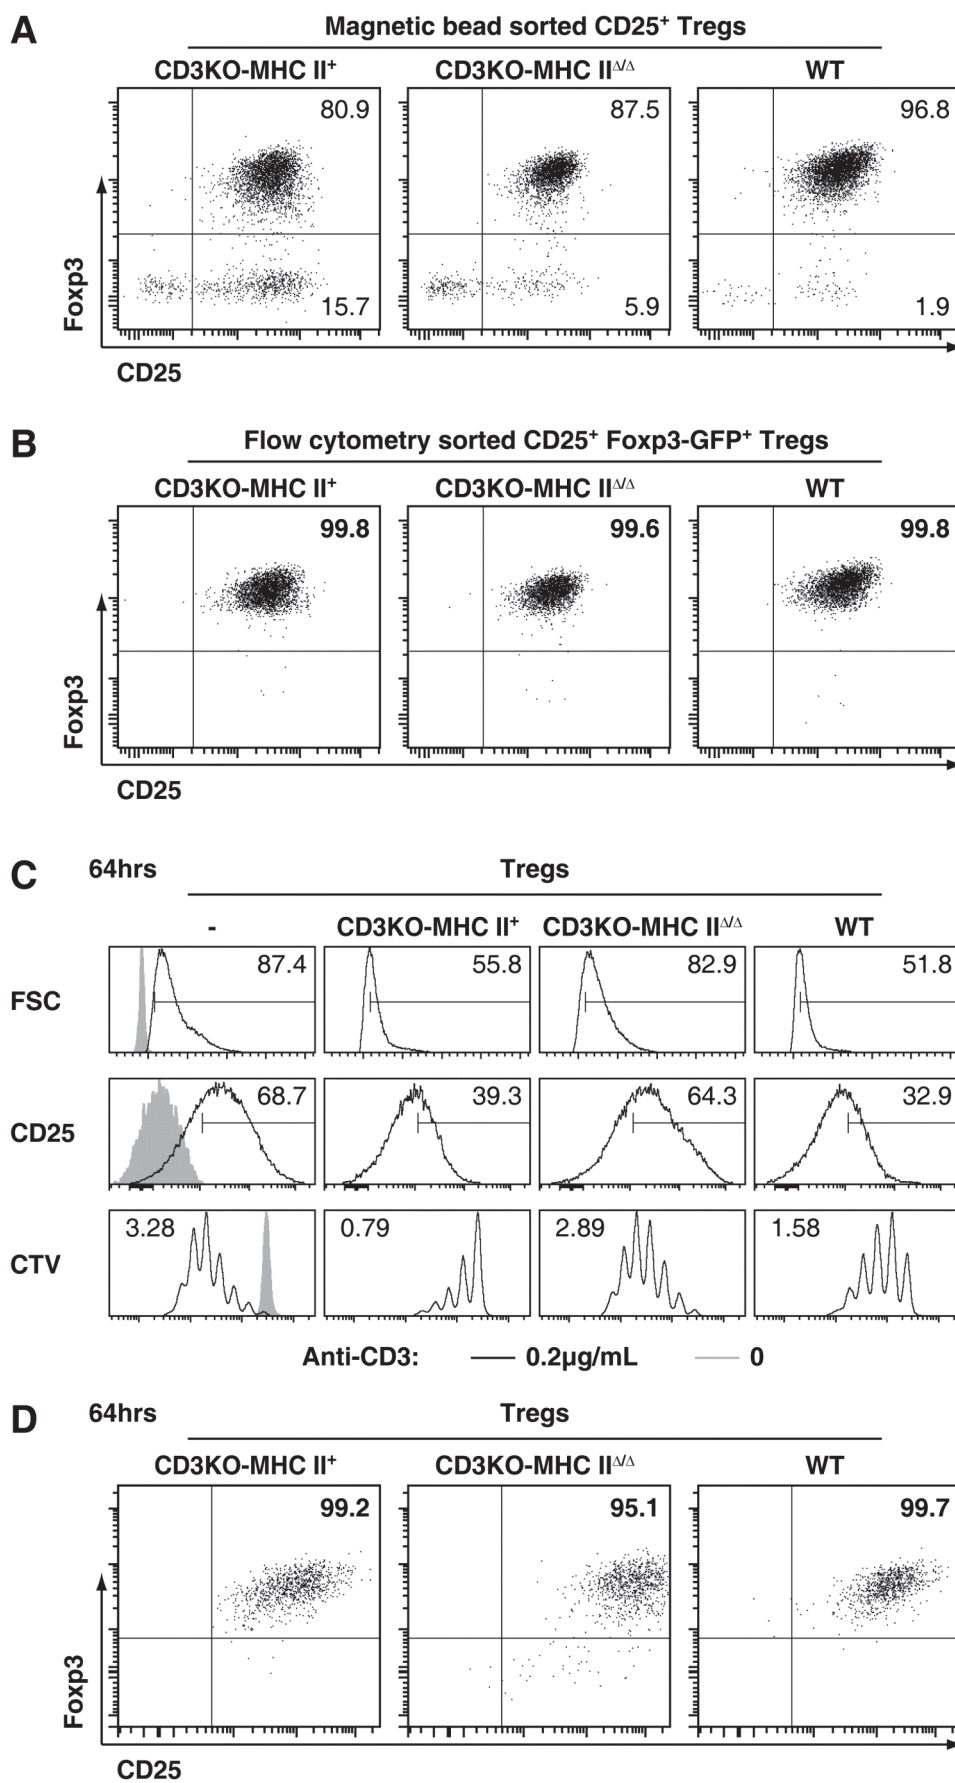 A
Magnetic bead sorted CD25⁺ Tregs
CD3KO-MHC II⁺ CD3KO-MHC IIᐞ/ᐞ WT
80.9 87.5 96.8
Foxp3
15.7 5.9 1.9
CD25
B
Flow cytometry sorted CD25⁺ Foxp3-GFP⁺ Tregs
CD3KO-MHC II⁺ CD3KO-MHC IIᐞ/ᐞ WT
99.8 99.6 99.8
Foxp3
CD25
C 64hrs Tregs
- CD3KO-MHC II⁺ CD3KO-MHC IIᐞ/ᐞ WT
FSC 87.4 55.8 82.9 51.8
CD25 68.7 39.3 64.3 32.9
CTV 3.28 0.79 2.89 1.58
Anti-CD3: 0.2µg/mL 0
D 64hrs Tregs
CD3KO-MHC II⁺ CD3KO-MHC IIᐞ/ᐞ WT
99.2 95.1 99.7
Foxp3
CD25